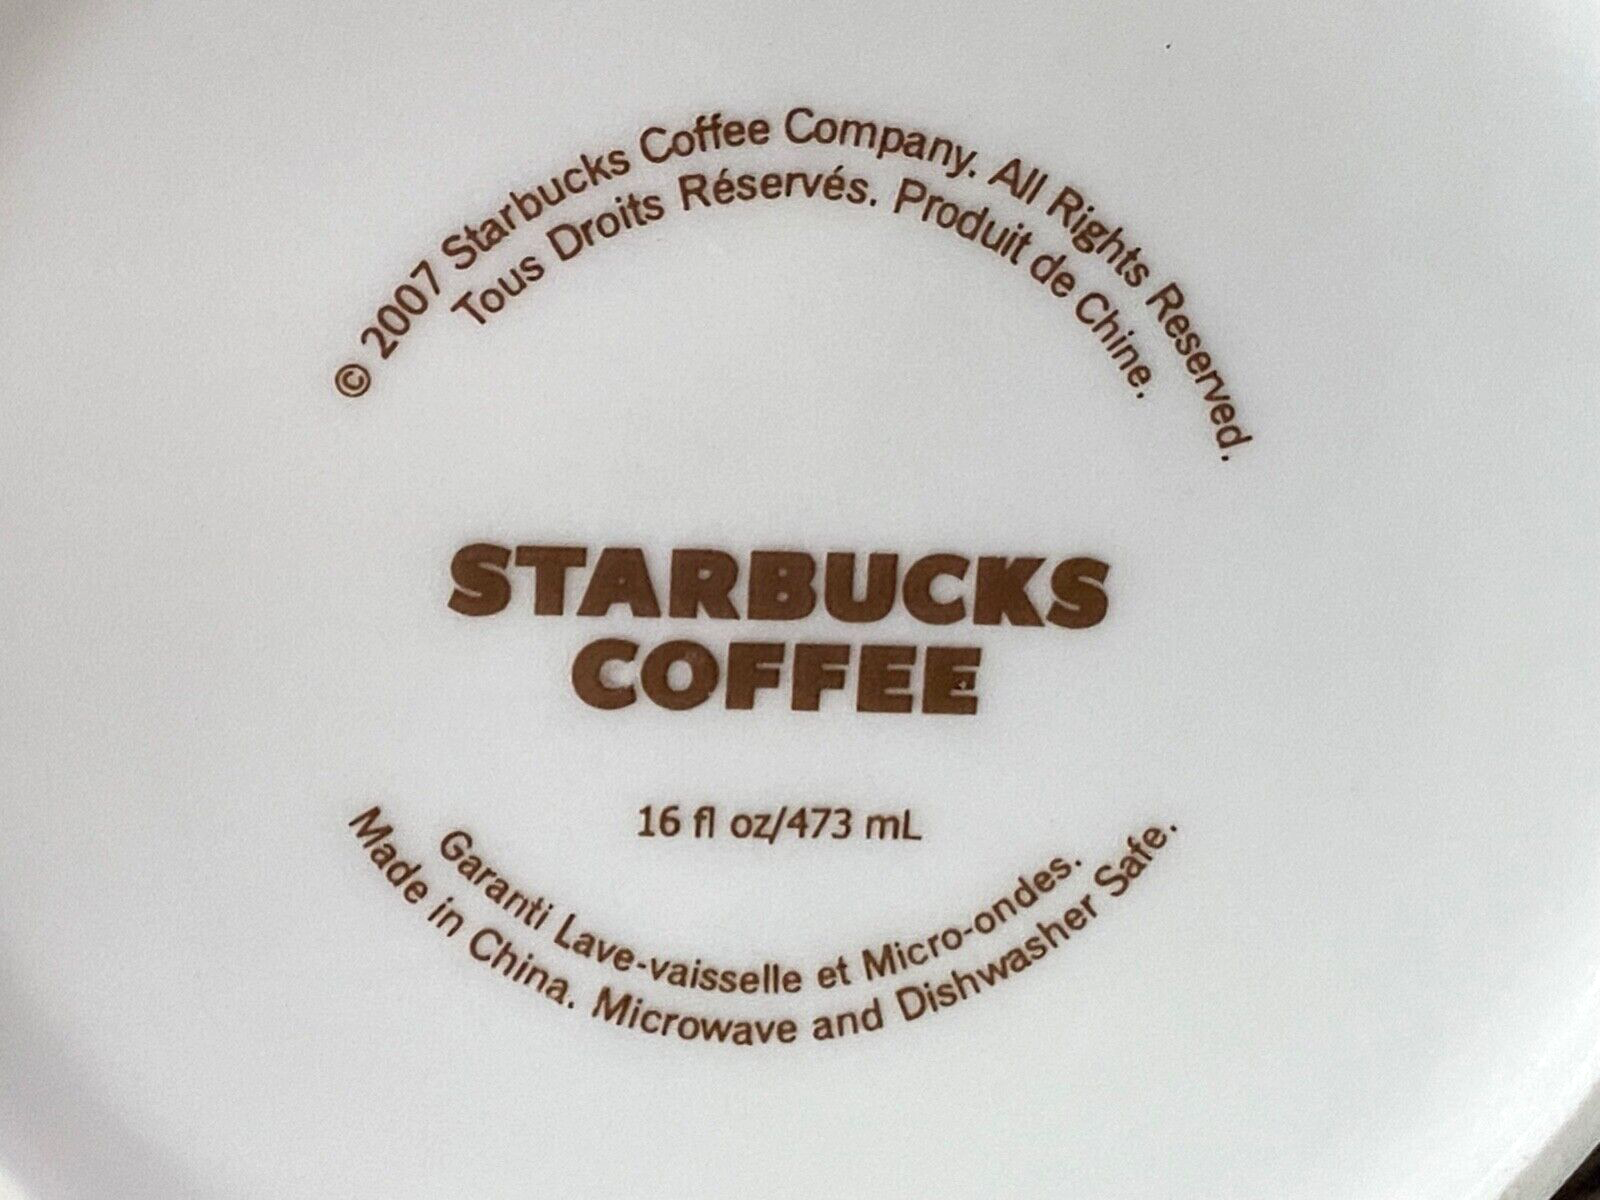 © 2007 Starbucks Coffee Company. All Rights Reserved.
Tous Droits Réservés. Produit de Chine.
STARBUCKS
COFFEE
16 fl oz/473 mL
Garanti Lave-vaisselle et Micro-ondes.
Made in China. Microwave and Dishwasher Safe.